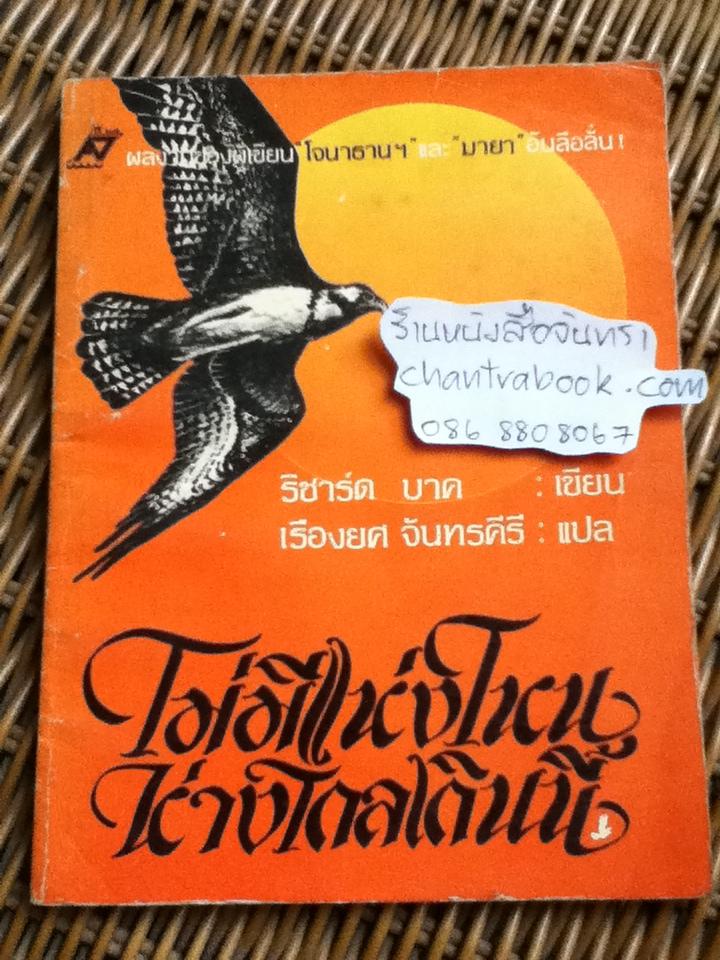 ผลงานของผู้เขียน "โจนาธานฯ" และ "มายา" อันลือลั่น!
ร้านหนังสือจันทรา
chantrabook.com
086 880 8067
ริชาร์ด บาค : เขียน
เรืองยศ จันทรคีรี : แปล
ไม่มีแห่งไหน
ห่างไกลเกินนี้